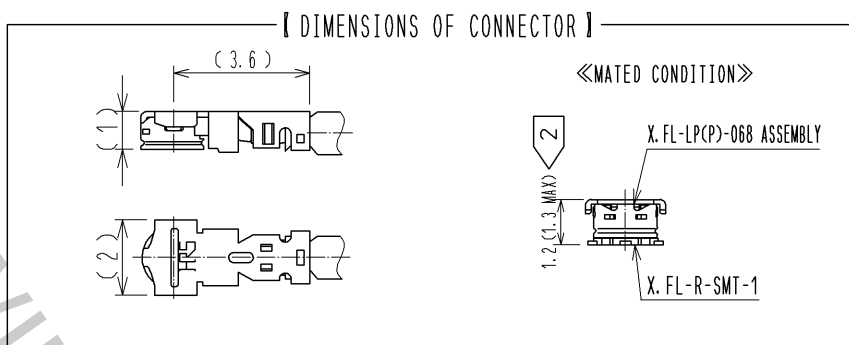 【 DIMENSIONS OF CONNECTOR 】
( 3.6 )
( 1 )
( 2 )
≪MATED CONDITION≫
2
1.2 (1.3 MAX)
X.FL-LP(P)-068 ASSEMBLY
X.FL-R-SMT-1